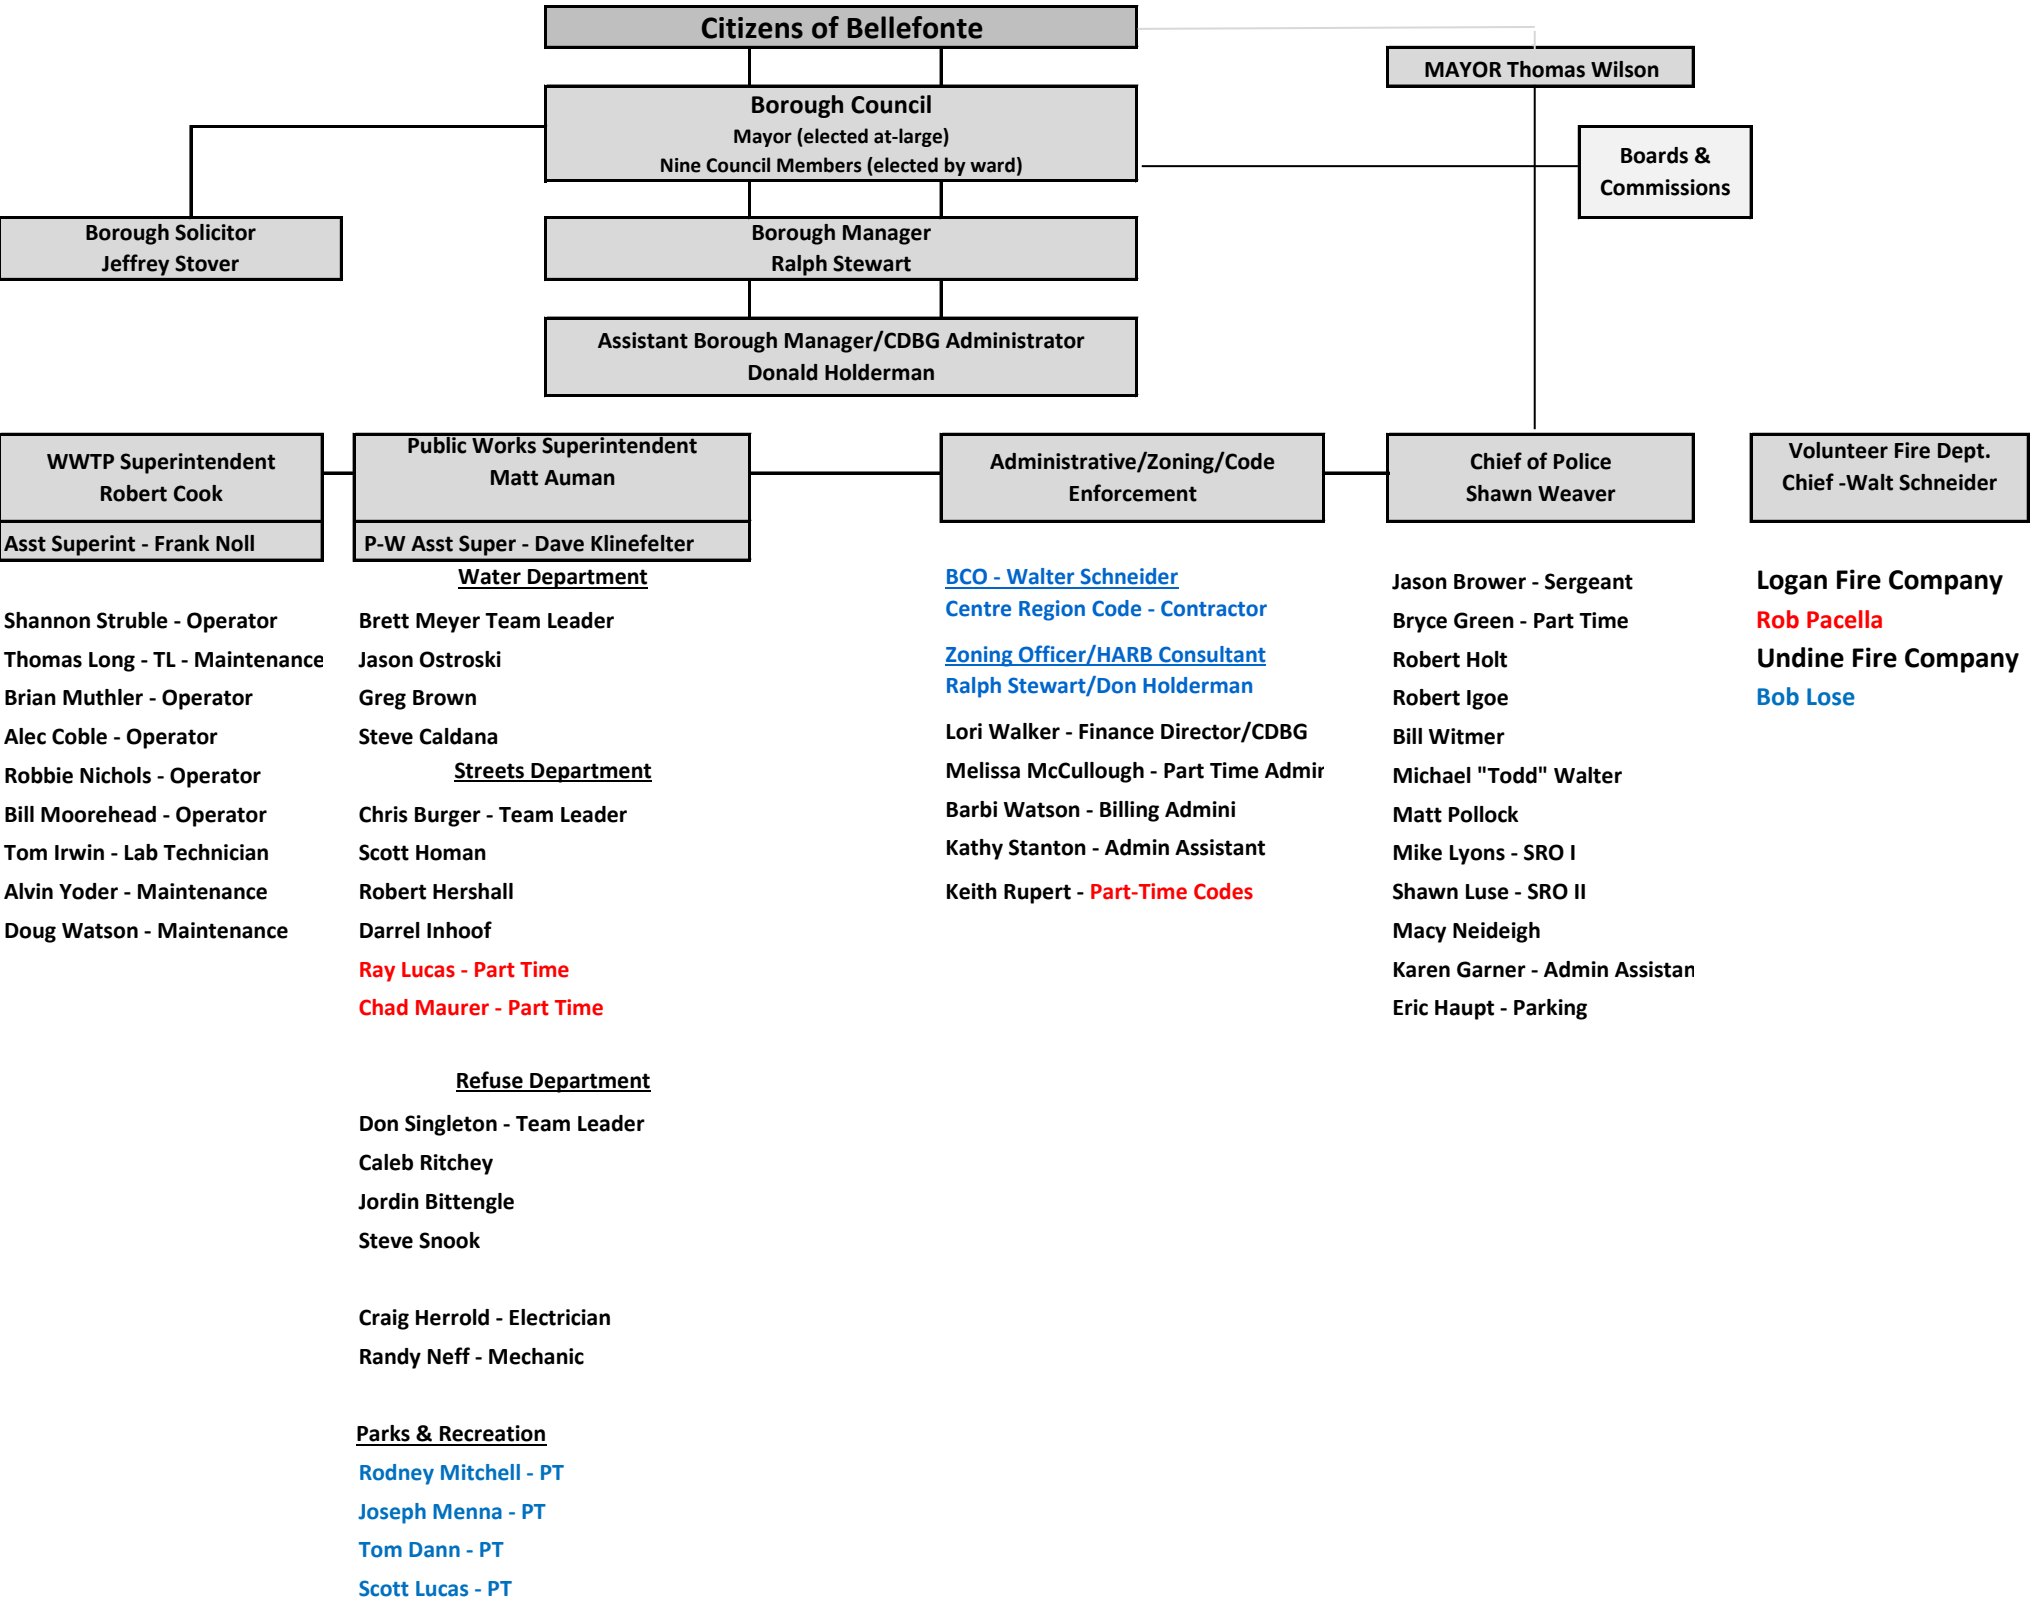 Citizens of Bellefonte
MAYOR Thomas Wilson
Borough Council
Mayor (elected at-large)
Nine Council Members (elected by ward)
Boards &
Commissions
Borough Solicitor
Jeffrey Stover
Borough Manager
Ralph Stewart
Assistant Borough Manager/CDBG Administrator
Donald Holderman
WWTP Superintendent
Robert Cook
Asst Superint - Frank Noll
Shannon Struble - Operator
Thomas Long - TL - Maintenance
Brian Muthler - Operator
Alec Coble - Operator
Robbie Nichols - Operator
Bill Moorehead - Operator
Tom Irwin - Lab Technician
Alvin Yoder - Maintenance
Doug Watson - Maintenance
Public Works Superintendent
Matt Auman
P-W Asst Super - Dave Klinefelter
Water Department
Brett Meyer Team Leader
Jason Ostroski
Greg Brown
Steve Caldana
Streets Department
Chris Burger - Team Leader
Scott Homan
Robert Hershall
Darrel Inhoof
Ray Lucas - Part Time
Chad Maurer - Part Time
Refuse Department
Don Singleton - Team Leader
Caleb Ritchey
Jordin Bittengle
Steve Snook
Craig Herrold - Electrician
Randy Neff - Mechanic
Parks & Recreation
Rodney Mitchell - PT
Joseph Menna - PT
Tom Dann - PT
Scott Lucas - PT
Administrative/Zoning/Code
Enforcement
BCO - Walter Schneider
Centre Region Code - Contractor
Zoning Officer/HARB Consultant
Ralph Stewart/Don Holderman
Lori Walker - Finance Director/CDBG
Melissa McCullough - Part Time Admin
Barbi Watson - Billing Admini
Kathy Stanton - Admin Assistant
Keith Rupert - Part-Time Codes
Chief of Police
Shawn Weaver
Jason Brower - Sergeant
Bryce Green - Part Time
Robert Holt
Robert Igoe
Bill Witmer
Michael "Todd" Walter
Matt Pollock
Mike Lyons - SRO I
Shawn Luse - SRO II
Macy Neideigh
Karen Garner - Admin Assistan
Eric Haupt - Parking
Volunteer Fire Dept.
Chief -Walt Schneider
Logan Fire Company
Rob Pacella
Undine Fire Company
Bob Lose